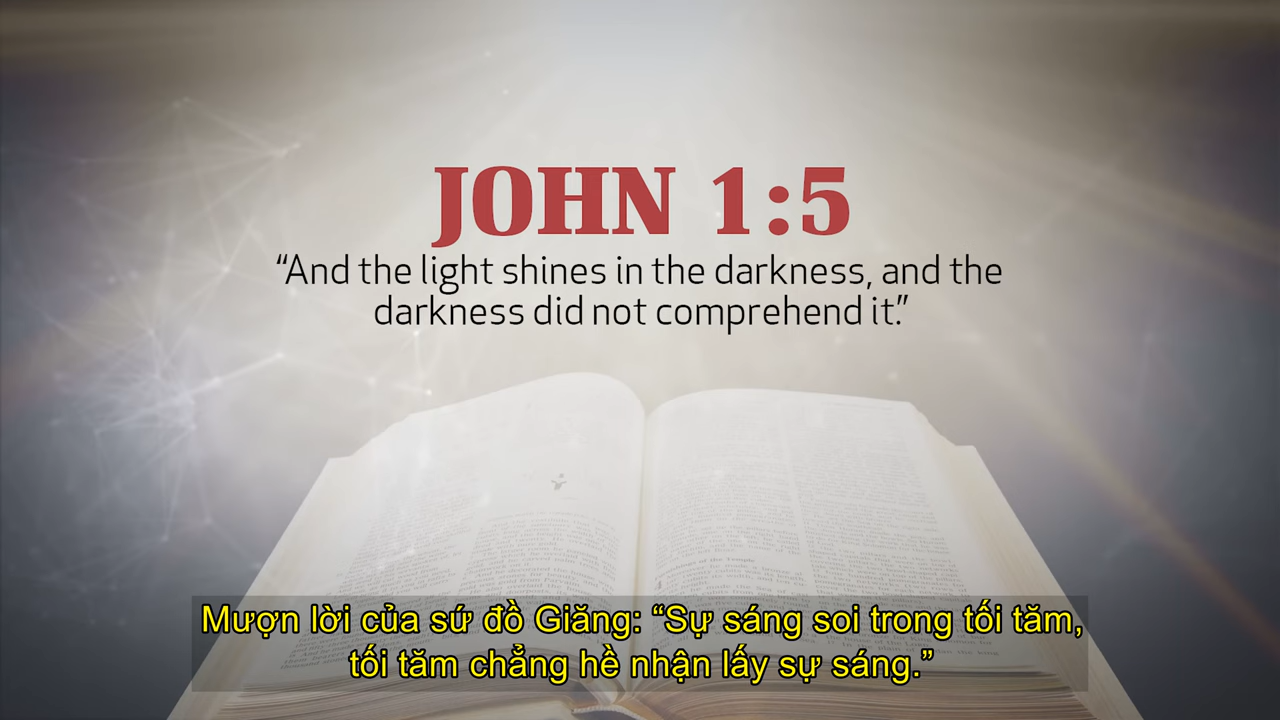 JOHN 1:5
“And the light shines in the darkness, and the
darkness did not comprehend it.”
Mượn lời của sứ đồ Giăng: “Sự sáng soi trong tối tăm,
tối tăm chẳng hề nhận lấy sự sáng.”